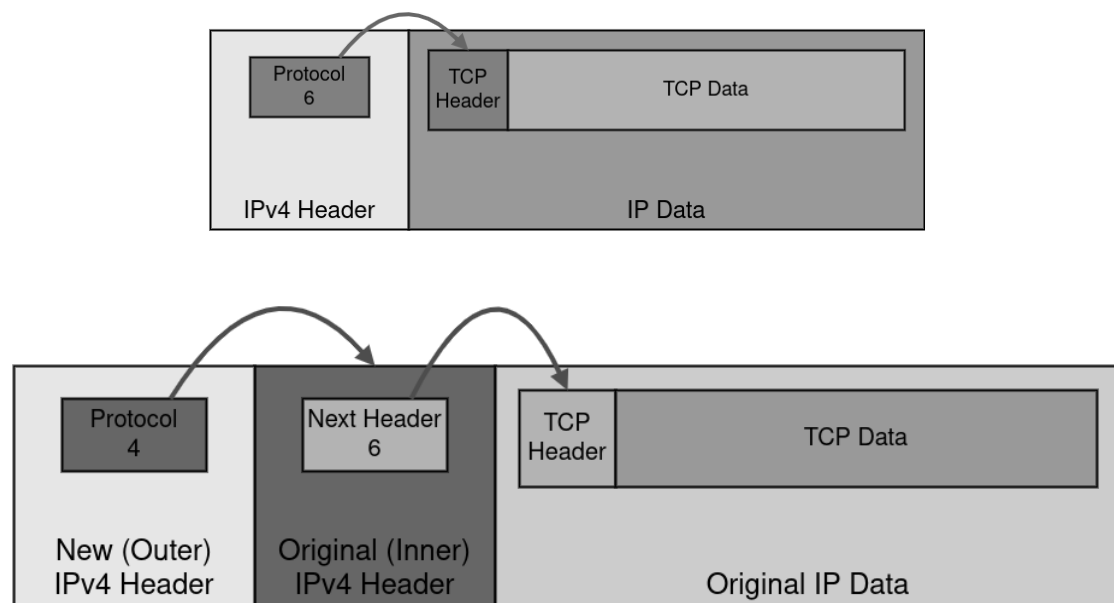 Protocol
6
TCP
Header
TCP Data
IPv4 Header
IP Data
Protocol
4
Next Header
6
TCP
Header
TCP Data
New (Outer)
IPv4 Header
Original (Inner)
IPv4 Header
Original IP Data